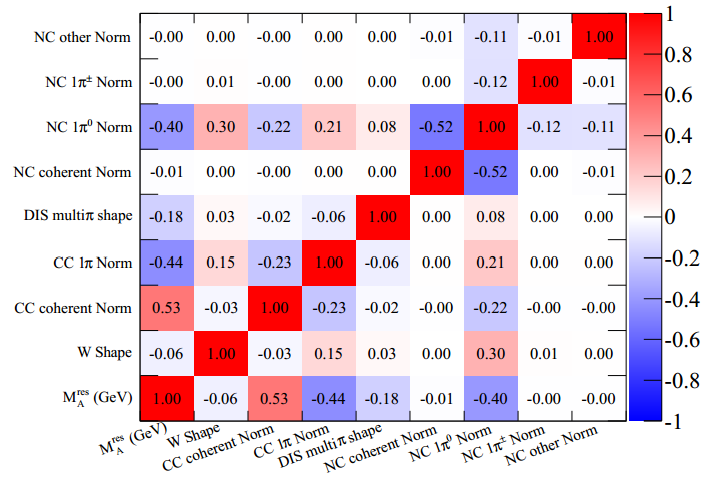 NC other Norm -0.00 0.00 -0.00 0.00 0.00 -0.01 -0.11 -0.01 1.00
NC 1π± Norm -0.00 0.01 -0.00 0.00 0.00 0.00 -0.12 1.00 -0.01
NC 1π⁰ Norm -0.40 0.30 -0.22 0.21 0.08 -0.52 1.00 -0.12 -0.11
NC coherent Norm -0.01 0.00 -0.00 0.00 0.00 1.00 -0.52 0.00 -0.01
DIS multiπ shape -0.18 0.03 -0.02 -0.06 1.00 0.00 0.08 0.00 0.00
CC 1π Norm -0.44 0.15 -0.23 1.00 -0.06 0.00 0.21 0.00 0.00
CC coherent Norm 0.53 -0.03 1.00 -0.23 -0.02 -0.00 -0.22 -0.00 -0.00
W Shape -0.06 1.00 -0.03 0.15 0.03 0.00 0.30 0.01 0.00
M_A^res (GeV) 1.00 -0.06 0.53 -0.44 -0.18 -0.01 -0.40 -0.00 -0.00
M_A^res (GeV)
W Shape
CC coherent Norm
CC 1π Norm
DIS multiπ shape
NC coherent Norm
NC 1π⁰ Norm
NC 1π± Norm
NC other Norm
1
0.8
0.6
0.4
0.2
0
-0.2
-0.4
-0.6
-0.8
-1